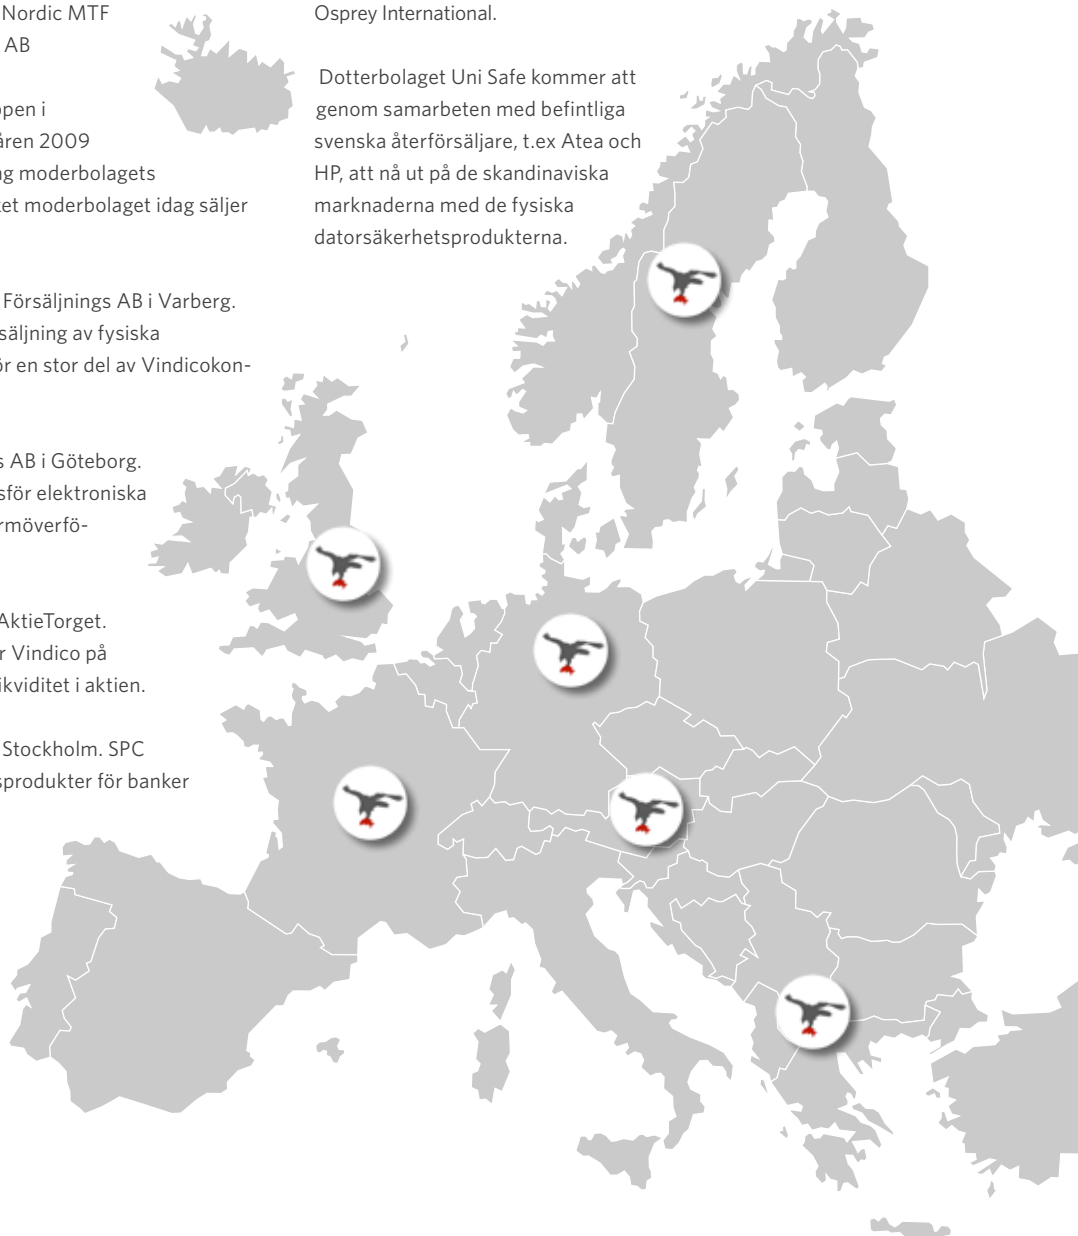 Nordic MTF
AB
pen i
åren 2009
ng moderbolagets
ket moderbolaget idag säljer
Försäljnings AB i Varberg.
säljning av fysiska
ör en stor del av Vindicokon-
s AB i Göteborg.
sför elektroniska
rmöverfö-
AktieTorget.
r Vindico på
ikviditet i aktien.
Stockholm. SPC
sprodukter för banker
Osprey International.
Dotterbolaget Uni Safe kommer att
genom samarbeten med befintliga
svenska återförsäljare, t.ex Atea och
HP, att nå ut på de skandinaviska
marknaderna med de fysiska
datorsäkerhetsprodukterna.